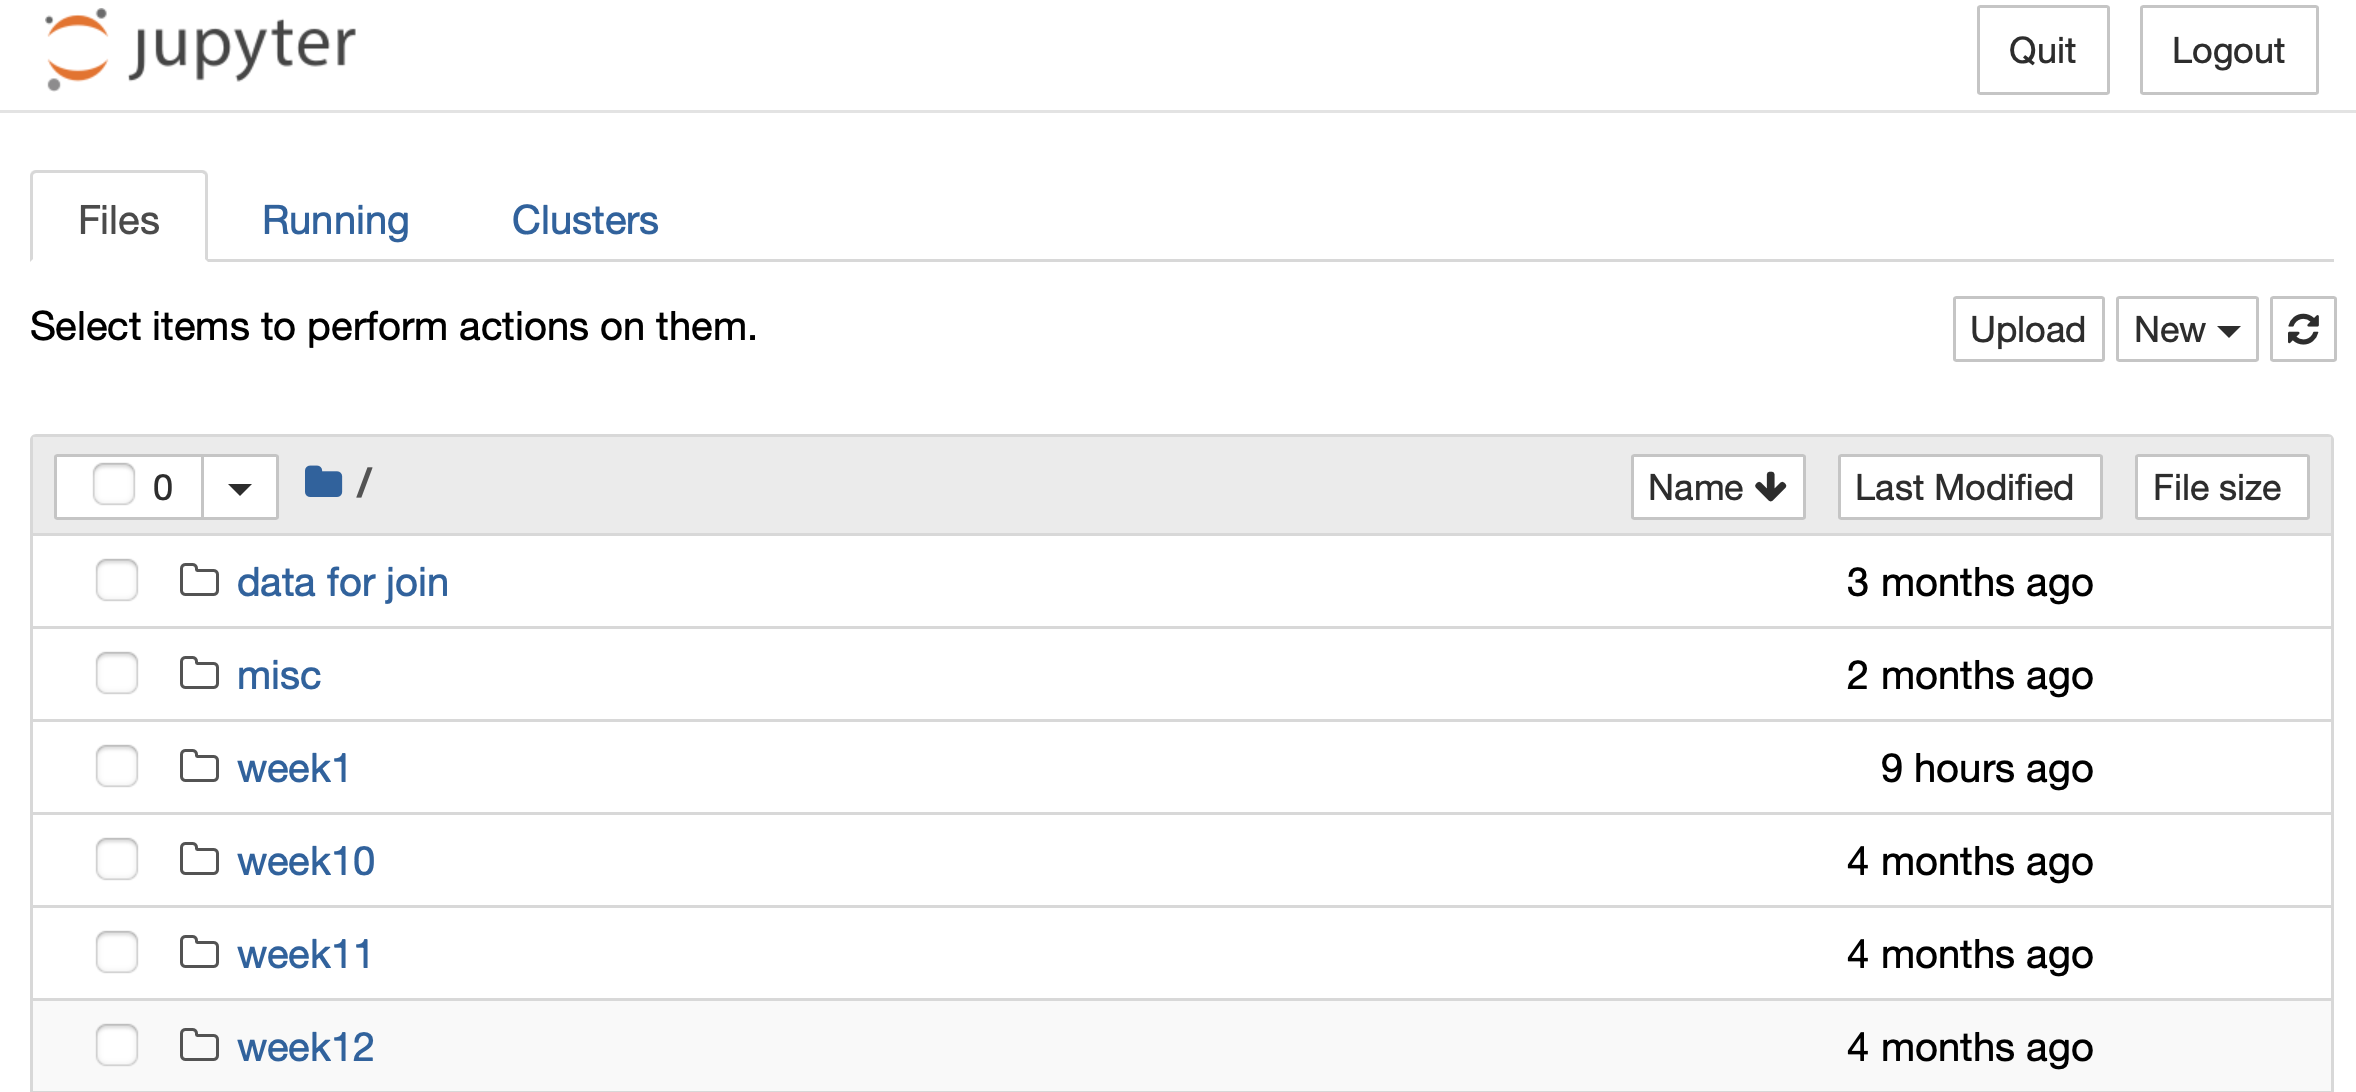 jupyter
Quit
Logout
Files
Running
Clusters
Select items to perform actions on them.
Upload
New
0
/
Name
Last Modified
File size
data for join
3 months ago
misc
2 months ago
week1
9 hours ago
week10
4 months ago
week11
4 months ago
week12
4 months ago